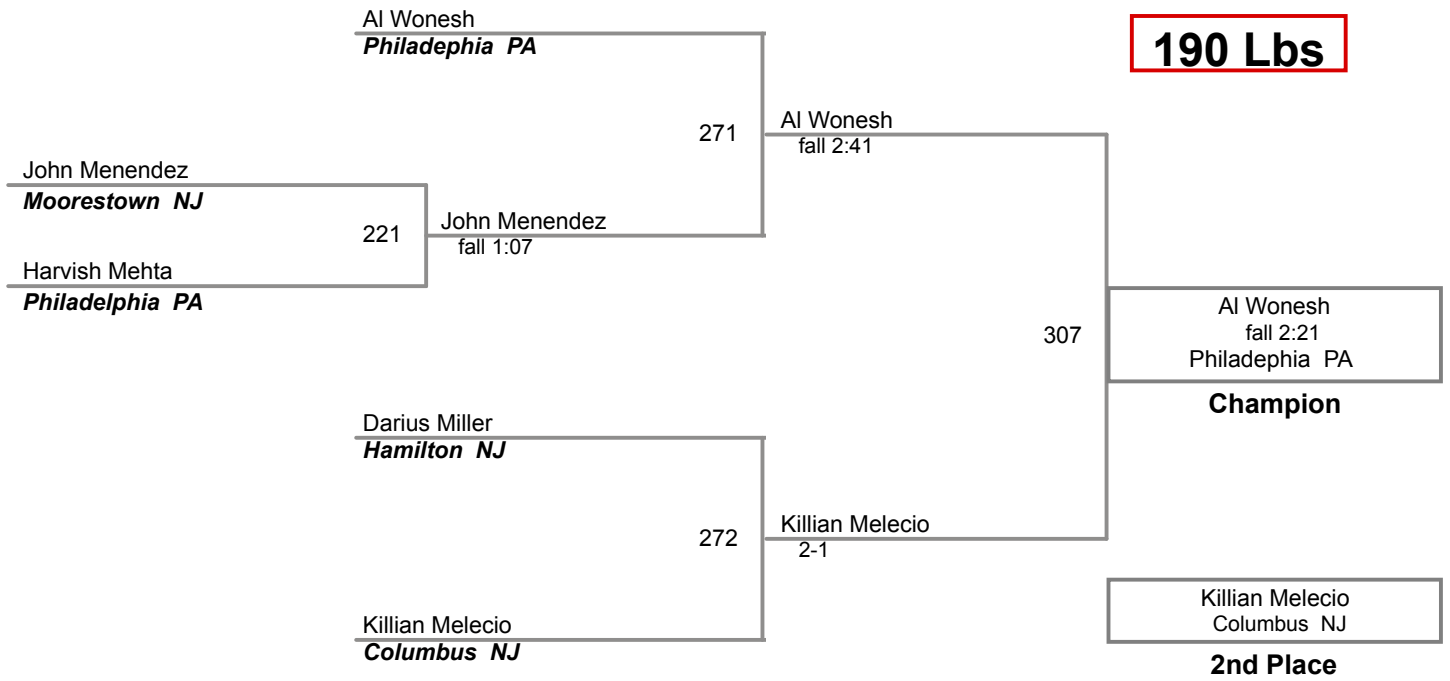 Al Wonesh
Philadephia PA
190 Lbs
271
Al Wonesh
fall 2:41
John Menendez
Moorestown NJ
221
John Menendez
fall 1:07
Harvish Mehta
Philadelphia PA
307
Al Wonesh
fall 2:21
Philadephia PA
Champion
Darius Miller
Hamilton NJ
272
Killian Melecio
2-1
Killian Melecio
Columbus NJ
Killian Melecio
Columbus NJ
2nd Place